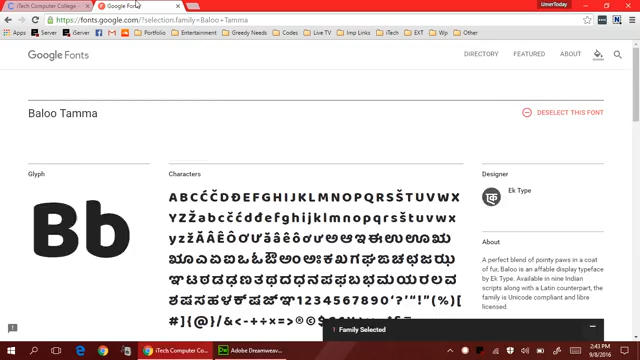 iTech Computer College -
Google Fonts
UmerToday
https://fonts.google.com/?selection.family=Baloo+Tamma
Apps
Server
iServer
Portfolio
Entertainment
Greedy Needs
Codes
Live TV
Imp Links
iTech
EXT
Wp
Other
Google Fonts
DIRECTORY
FEATURED
ABOUT
Baloo Tamma
DESELECT THIS FONT
Glyph
Characters
Designer
Bb
Ek Type
ABCĆČDĐEFGHIJKLMNOPQRSŠTUVWX
YZŽabcčćdđefghijklmnopqrsštuvwx
yzžĂÂÊÔƠƯăâêôơư
1234567890‘?’“!”(%)[
#]{@}/&<-+÷×=>®©$
About
A perfect blend of pointy paws in a coat
of fur, Baloo is an affable display typeface
by Ek Type. Available in nine Indian
scripts along with a Latin counterpart, the
family is Unicode compliant and libre
licensed.
1 Family Selected
iTech Computer Co...
Adobe Dreamweav...
2:43 PM
9/8/2016